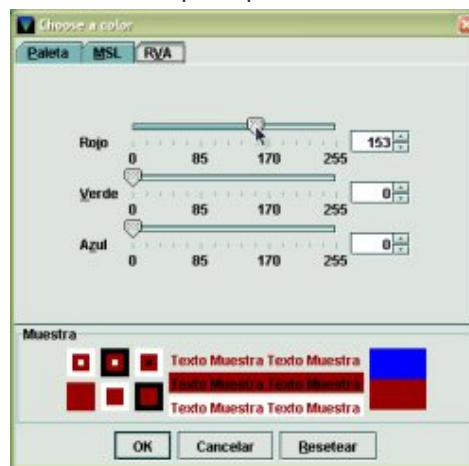 Choose a color
Paleta MSL RVA
Rojo 153
0 85 170 255
Verde 0
0 85 170 255
Azul 0
0 85 170 255
Muestra
Texto Muestra Texto Muestra
Texto Muestra Texto Muestra
Texto Muestra Texto Muestra
OK Cancelar Resetear